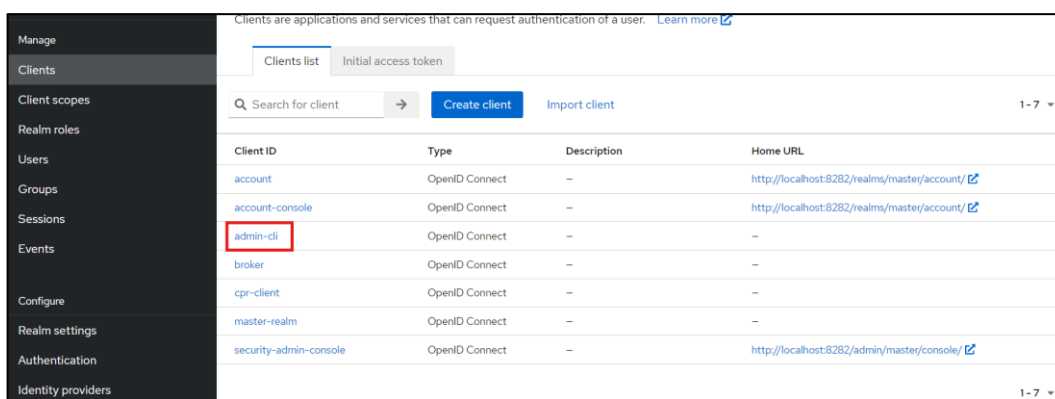 Clients are applications and services that can request authentication of a user. Learn more
Manage
Clients
Client scopes
Realm roles
Users
Groups
Sessions
Events
Configure
Realm settings
Authentication
Identity providers
Clients list Initial access token
Search for client Create client Import client 1-7
Client ID Type Description Home URL
account OpenID Connect – http://localhost:8282/realms/master/account/
account-console OpenID Connect – http://localhost:8282/realms/master/account/
admin-cli OpenID Connect – –
broker OpenID Connect – –
cpr-client OpenID Connect – –
master-realm OpenID Connect – –
security-admin-console OpenID Connect – http://localhost:8282/admin/master/console/
1-7